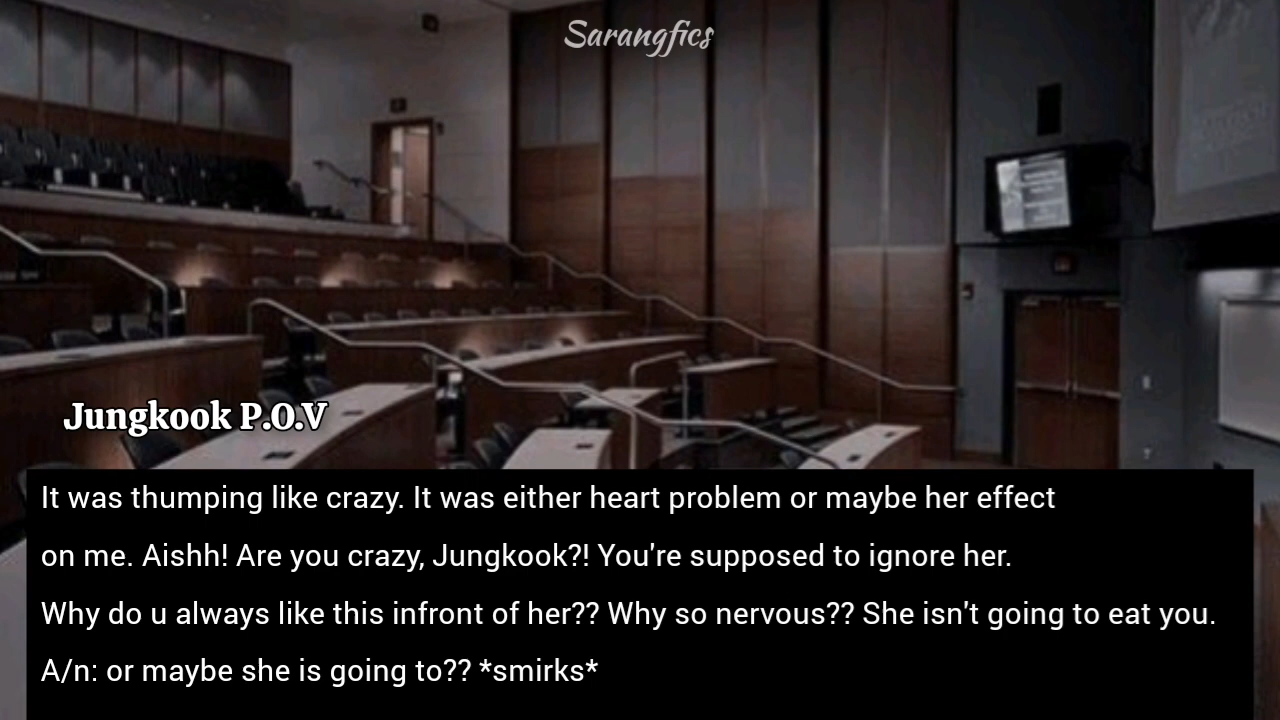 Sarangfics
Jungkook P.O.V
It was thumping like crazy. It was either heart problem or maybe her effect
on me. Aishh! Are you crazy, Jungkook?! You're supposed to ignore her.
Why do u always like this infront of her?? Why so nervous?? She isn't going to eat you.
A/n: or maybe she is going to?? *smirks*